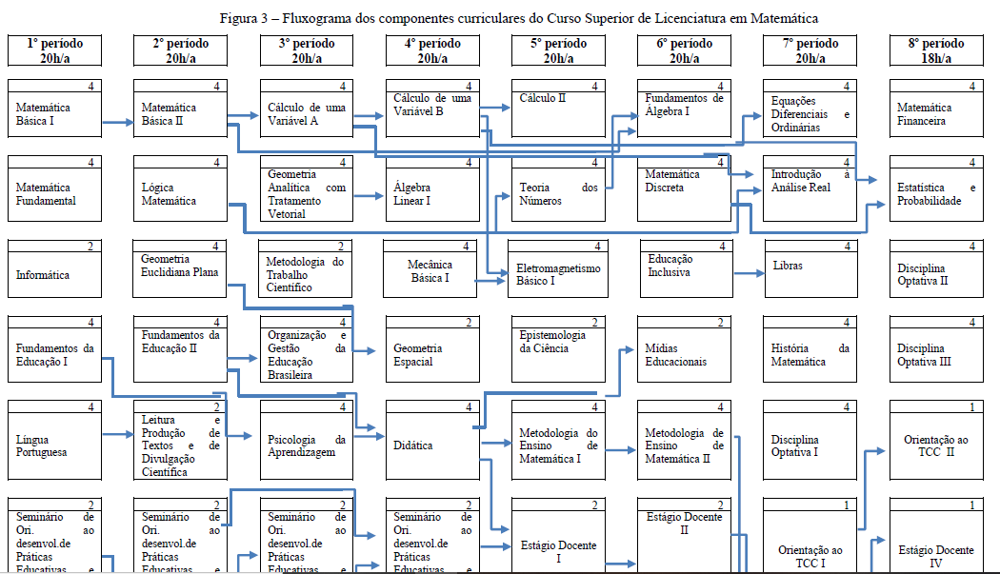 Figura 3 – Fluxograma dos componentes curriculares do Curso Superior de Licenciatura em Matemática
1º período
20h/a
2º período
20h/a
3º período
20h/a
4º período
20h/a
5º período
20h/a
6º período
20h/a
7º período
20h/a
8º período
18h/a
4
Matemática
Básica I
4
Matemática
Básica II
4
Cálculo de uma
Variável A
4
Cálculo de uma
Variável B
4
Cálculo II
4
Fundamentos de
Álgebra I
4
Equações
Diferenciais e
Ordinárias
4
Matemática
Financeira
4
Matemática
Fundamental
4
Lógica
Matemática
4
Geometria
Analítica com
Tratamento
Vetorial
4
Álgebra
Linear I
4
Teoria dos
Números
4
Matemática
Discreta
4
Introdução à
Análise Real
4
Estatística e
Probabilidade
2
Informática
4
Geometria
Euclidiana Plana
2
Metodologia do
Trabalho
Científico
4
Mecânica
Básica I
4
Eletromagnetismo
Básico I
4
Educação
Inclusiva
4
Libras
4
Disciplina
Optativa II
4
Fundamentos da
Educação I
4
Fundamentos da
Educação II
4
Organização e
Gestão da
Educação
Brasileira
2
Geometria
Espacial
2
Epistemologia
da Ciência
2
Mídias
Educacionais
4
História da
Matemática
4
Disciplina
Optativa III
4
Língua
Portuguesa
2
Leitura e
Produção de
Textos e de
Divulgação
Científica
4
Psicologia da
Aprendizagem
4
Didática
4
Metodologia do
Ensino de
Matemática I
4
Metodologia de
Ensino de
Matemática II
4
Disciplina
Optativa I
1
Orientação ao
TCC II
2
Seminário de
Ori. ao
desenvol.de
Práticas
Educativas e
2
Seminário de
Ori. ao
desenvol.de
Práticas
Educativas e
2
Seminário de
Ori. ao
desenvol.de
Práticas
Educativas e
2
Seminário de
Ori. ao
desenvol.de
Práticas
Educativas e
2
Estágio Docente
I
2
Estágio Docente
II
1
Orientação ao
TCC I
1
Estágio Docente
IV